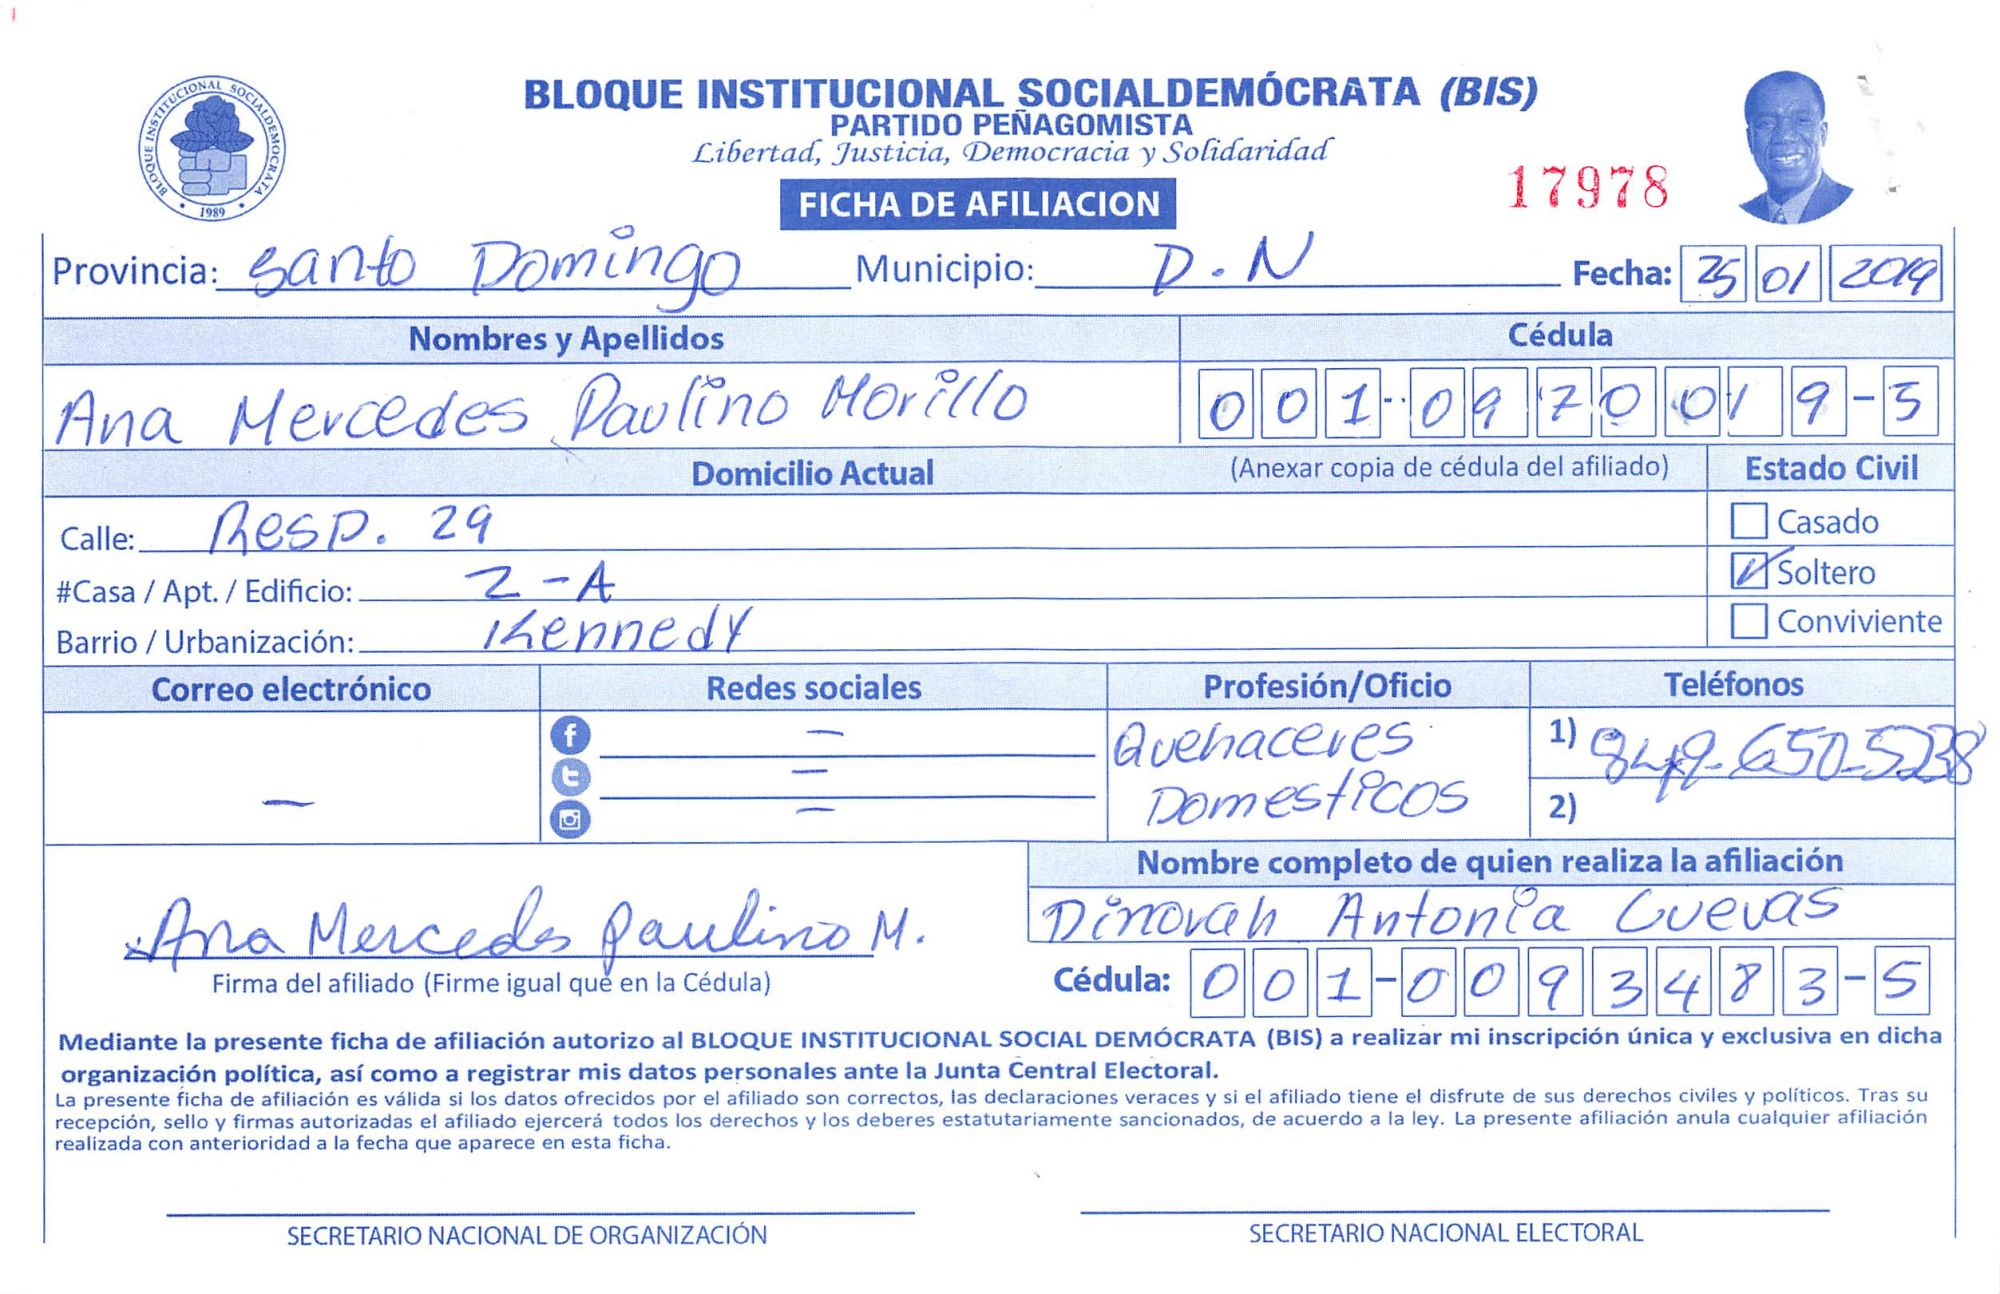 BLOQUE INSTITUCIONAL SOCIALDEMÓCRATA (BIS)
PARTIDO PEÑAGOMISTA
Libertad, Justicia, Democracia y Solidaridad
BLOQUE INSTITUCIONAL SOCIALDEMOCRATA
1989
FICHA DE AFILIACION
17978
Provincia: Santo Domingo Municipio: D.N Fecha: 25 01 2019
Nombres y Apellidos Cédula
Ana Mercedes Paulino Morillo 001-0970019-5
Domicilio Actual (Anexar copia de cédula del afiliado) Estado Civil
Calle: Resp. 29 Casado
#Casa / Apt. / Edificio: 2-A Soltero
Barrio / Urbanización: Kennedy Conviviente
Correo electrónico Redes sociales Profesión/Oficio Teléfonos
– – Quehaceres 1) 849-650-5238
–
– Domesticos 2)
Nombre completo de quien realiza la afiliación
Ana Mercedes Paulino M. Dinovah Antonia Cuevas
Firma del afiliado (Firme igual que en la Cédula) Cédula: 001-0093483-5
Mediante la presente ficha de afiliación autorizo al BLOQUE INSTITUCIONAL SOCIAL DEMÓCRATA (BIS) a realizar mi inscripción única y exclusiva en dicha
organización política, así como a registrar mis datos personales ante la Junta Central Electoral.
La presente ficha de afiliación es válida si los datos ofrecidos por el afiliado son correctos, las declaraciones veraces y si el afiliado tiene el disfrute de sus derechos civiles y políticos. Tras su
recepción, sello y firmas autorizadas el afiliado ejercerá todos los derechos y los deberes estatutariamente sancionados, de acuerdo a la ley. La presente afiliación anula cualquier afiliación
realizada con anterioridad a la fecha que aparece en esta ficha.
SECRETARIO NACIONAL DE ORGANIZACIÓN SECRETARIO NACIONAL ELECTORAL